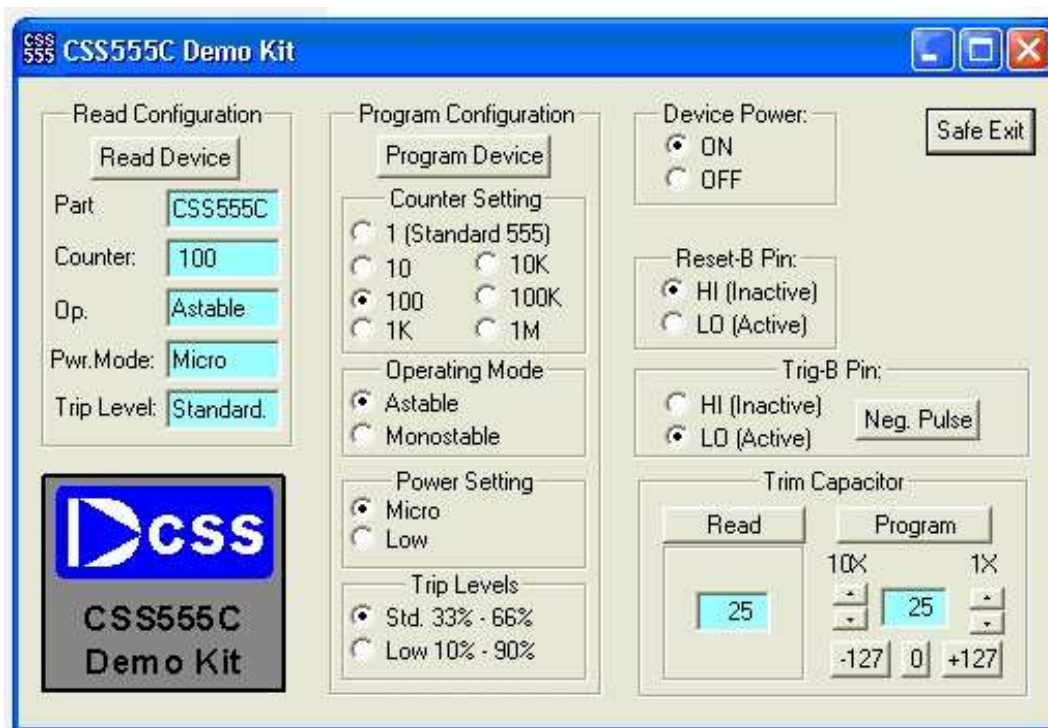 CSS
555
CSS555C Demo Kit
Read Configuration
Read Device
Part CSS555C
Counter: 100
Op. Astable
Pwr.Mode: Micro
Trip Level: Standard.
CSS
CSS555C
Demo Kit
Program Configuration
Program Device
Counter Setting
1 (Standard 555)
10 10K
100 100K
1K 1M
Operating Mode
Astable
Monostable
Power Setting
Micro
Low
Trip Levels
Std. 33% - 66%
Low 10% - 90%
Device Power:
ON
OFF
Safe Exit
Reset-B Pin:
HI (Inactive)
LO (Active)
Trig-B Pin:
HI (Inactive)
LO (Active)
Neg. Pulse
Trim Capacitor
Read Program
10X 1X
25 25
-127 0 +127